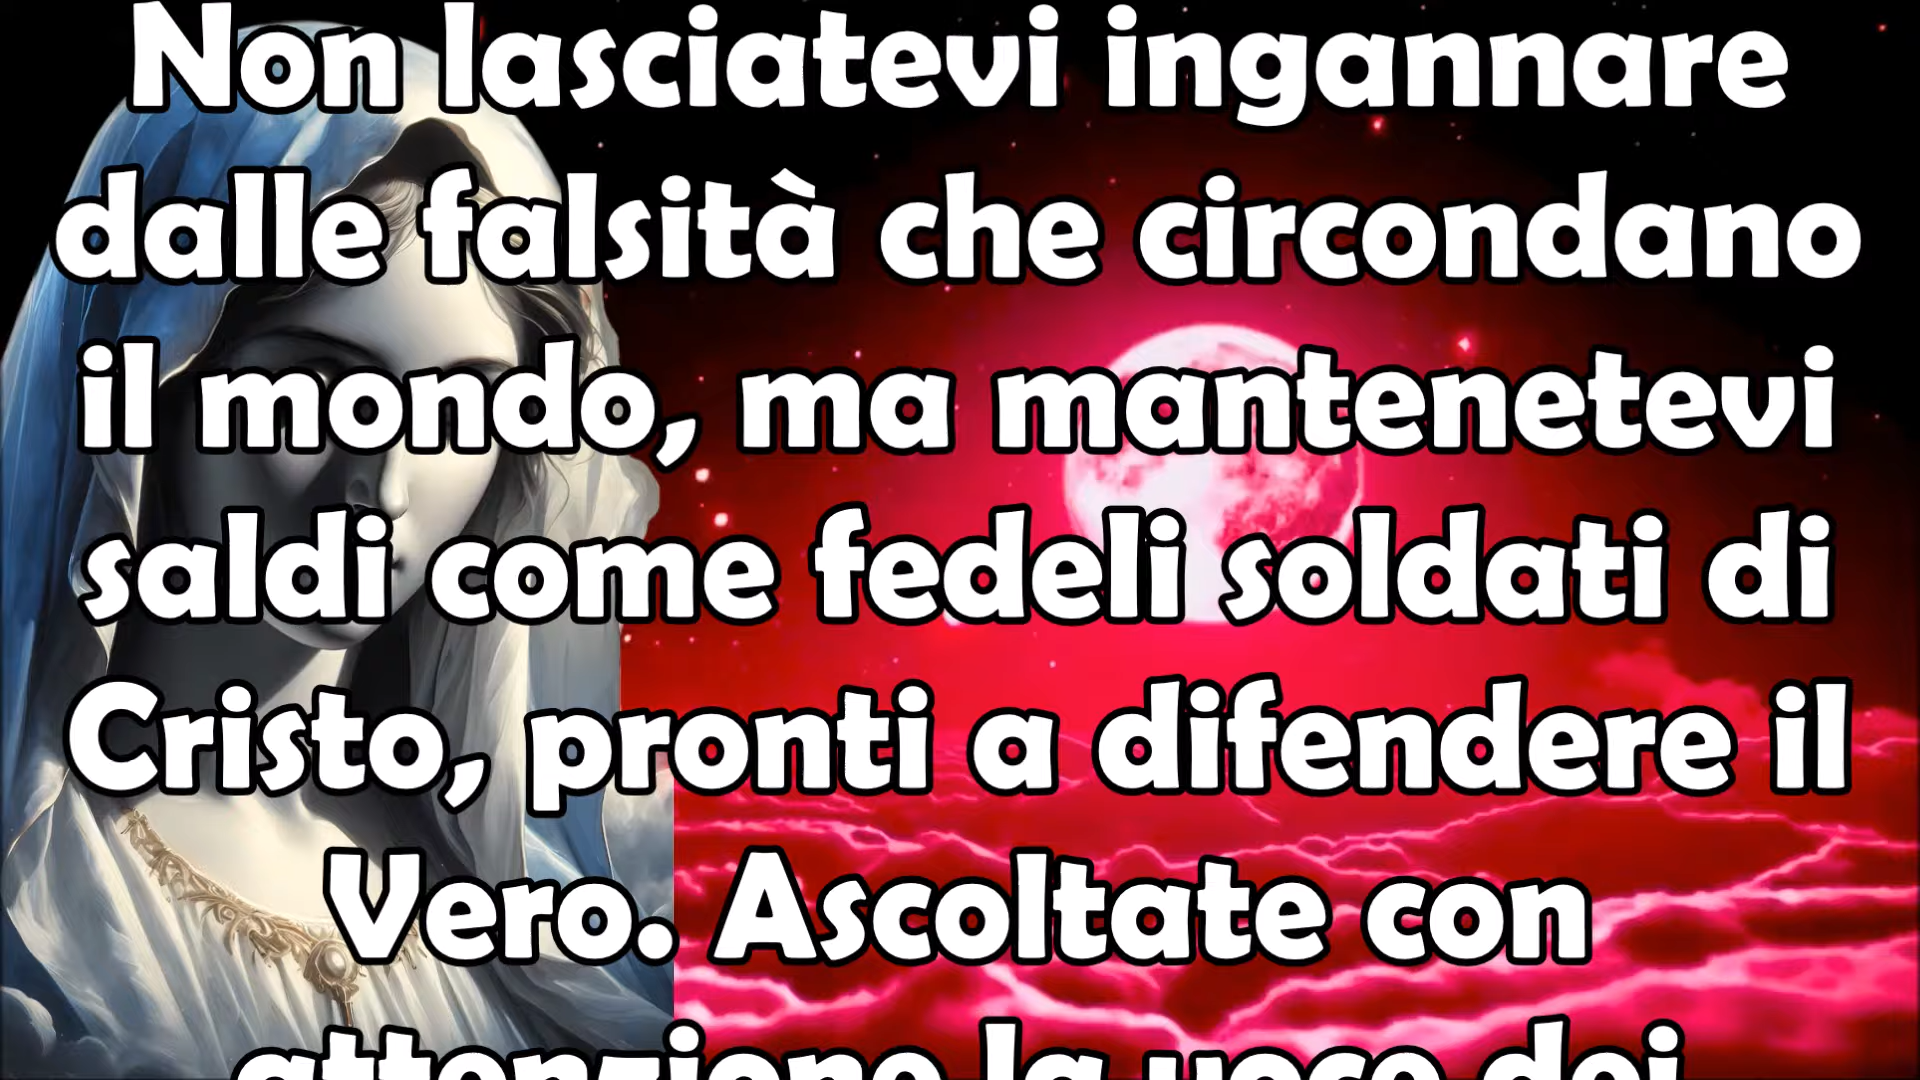 Non lasciatevi ingannare
dalle falsità che circondano
il mondo, ma mantenetevi
saldi come fedeli soldati di
Cristo, pronti a difendere il
Vero. Ascoltate con
attenzione la voce dei